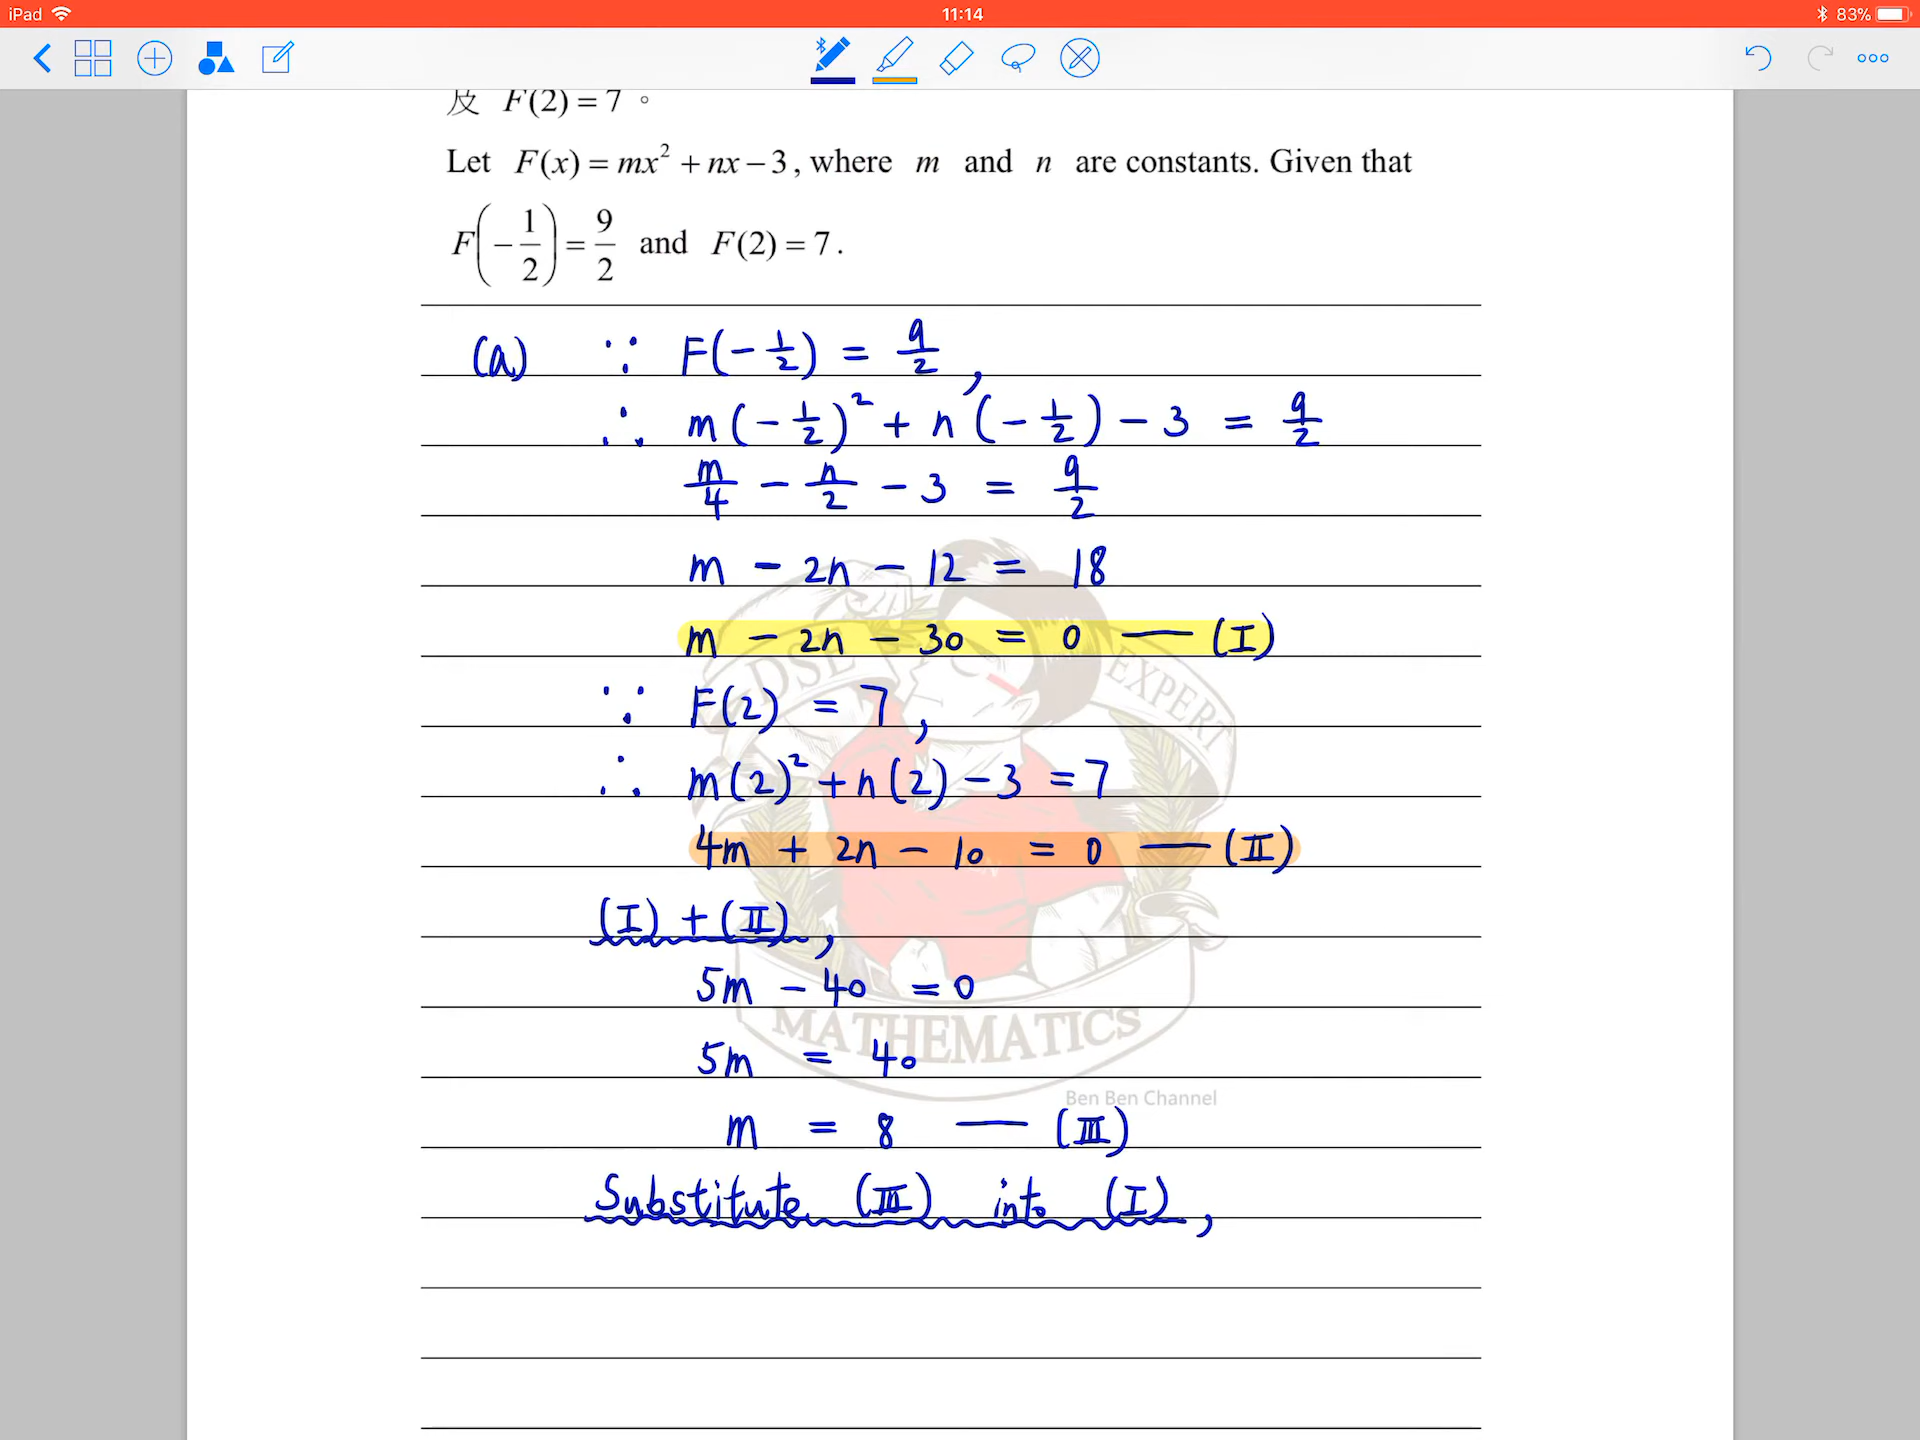 iPad 11:14 83%
及 F(2) = 7 。
Let F(x) = mx² + nx − 3, where m and n are constants. Given that
F(−1/2) = 9/2 and F(2) = 7.
(a) ∵ F(−1/2) = 9/2,
∴ m(−1/2)² + n(−1/2) − 3 = 9/2
m/4 − n/2 − 3 = 9/2
m − 2n − 12 = 18
m − 2n − 30 = 0 — (I)
∵ F(2) = 7,
∴ m(2)² + n(2) − 3 = 7
4m + 2n − 10 = 0 — (II)
(I) + (II),
5m − 40 = 0
5m = 40
m = 8 — (III)
Substitute (III) into (I),
DSE EXPERT
MATHEMATICS
Ben Ben Channel